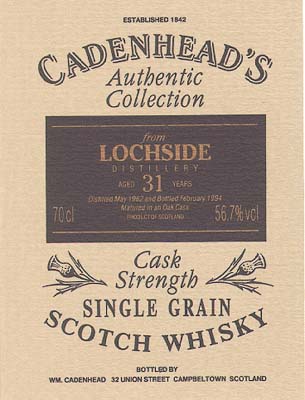 ESTABLISHED 1842
CADENHEAD'S
Authentic
Collection
from
LOCHSIDE
DISTILLERY
AGED 31 YEARS
Distilled May 1962 and Bottled February 1994
70cl Matured in an Oak Cask 56.7%vol
PRODUCT OF SCOTLAND
Cask
Strength
SINGLE GRAIN
SCOTCH WHISKY
BOTTLED BY
WM. CADENHEAD 32 UNION STREET CAMPBELTOWN SCOTLAND